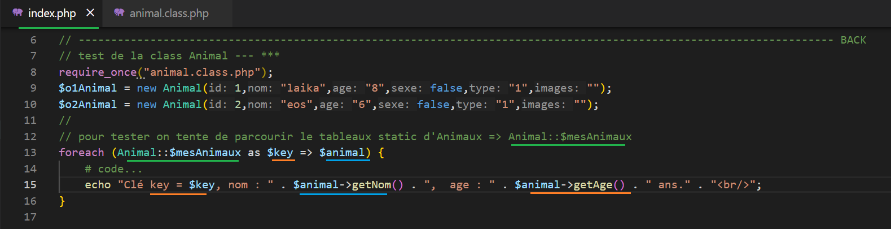 index.php × animal.class.php
6 // --------------------------------------------------------------------------------------------------------------------- BACK
7 // test de la class Animal --- ***
8 require_once("animal.class.php");
9 $o1Animal = new Animal(id: 1,nom: "laika",age: "8",sexe: false,type: "1",images: "");
10 $o2Animal = new Animal(id: 2,nom: "eos",age: "6",sexe: false,type: "1",images: "");
11 //
12 // pour tester on tente de parcourir le tableaux static d'Animaux => Animal::$mesAnimaux
13 foreach (Animal::$mesAnimaux as $key => $animal) {
14 # code...
15 echo "Clé key = $key, nom : " . $animal->getNom() . ", age : " . $animal->getAge() . " ans." . "<br/>";
16 }
17